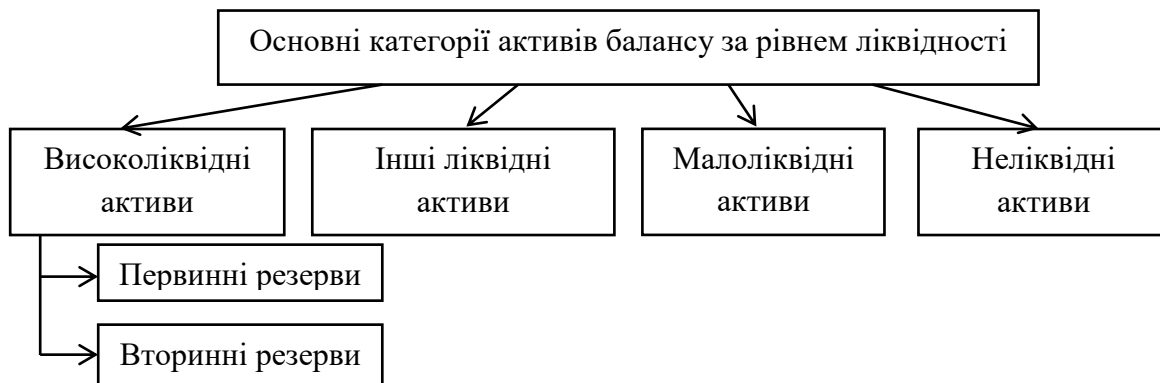 Основні категорії активів балансу за рівнем ліквідності
Високоліквідні
активи
Інші ліквідні
активи
Малоліквідні
активи
Неліквідні
активи
Первинні резерви
Вторинні резерви